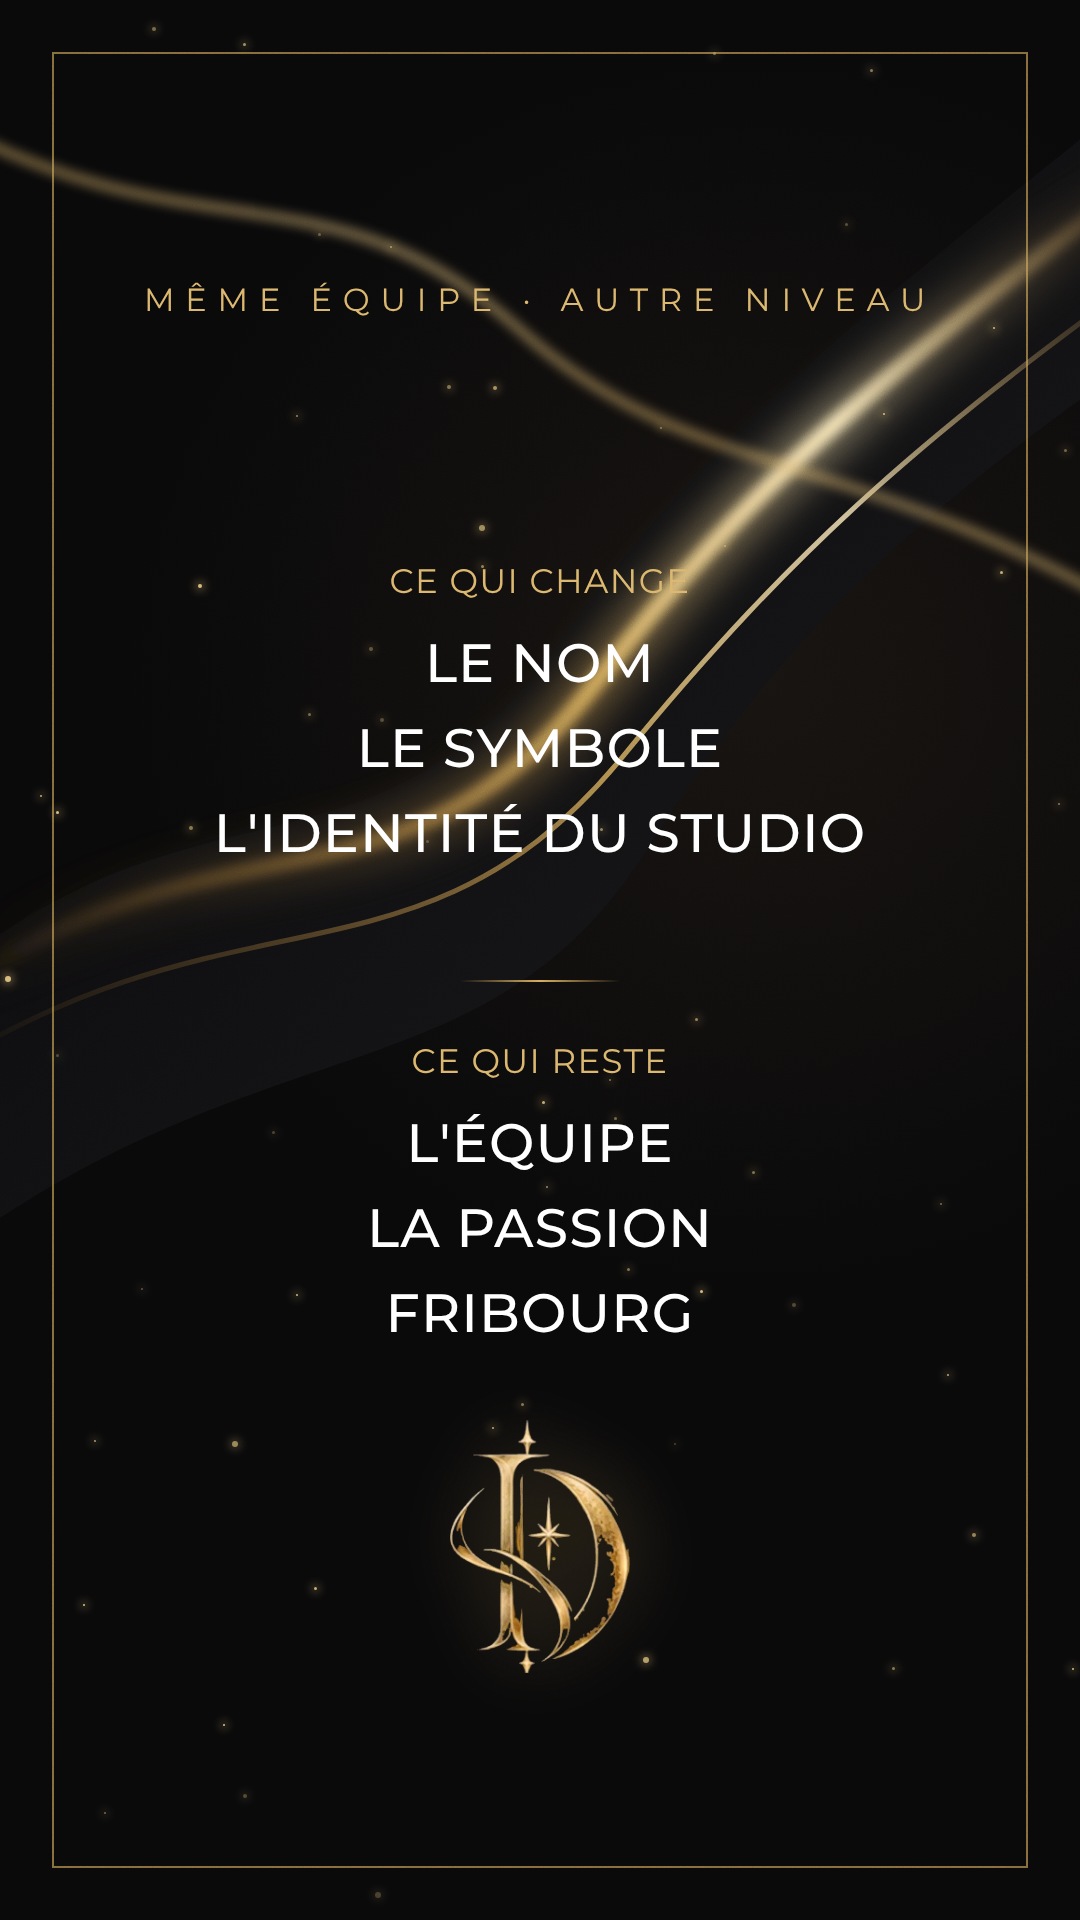 MÊME ÉQUIPE · AUTRE NIVEAU
CE QUI CHANGE
LE NOM
LE SYMBOLE
L'IDENTITÉ DU STUDIO
CE QUI RESTE
L'ÉQUIPE
LA PASSION
FRIBOURG